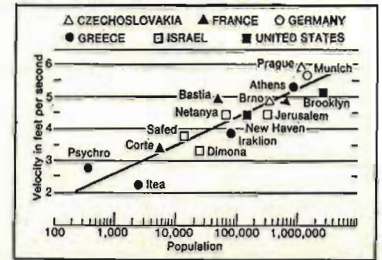 CZECHOSLOVAKIA FRANCE GERMANY
GREECE ISRAEL UNITED STATES
Velocity in feet per second
6
5
4
3
2
Prague
Munich
Athens
Bastia
Brno
Brooklyn
Netanya
Jerusalem
New Haven
Safed
Iraklion
Corte
Dimona
Psychro
Itea
1,000
10,000
100,000
1,000,000
Population